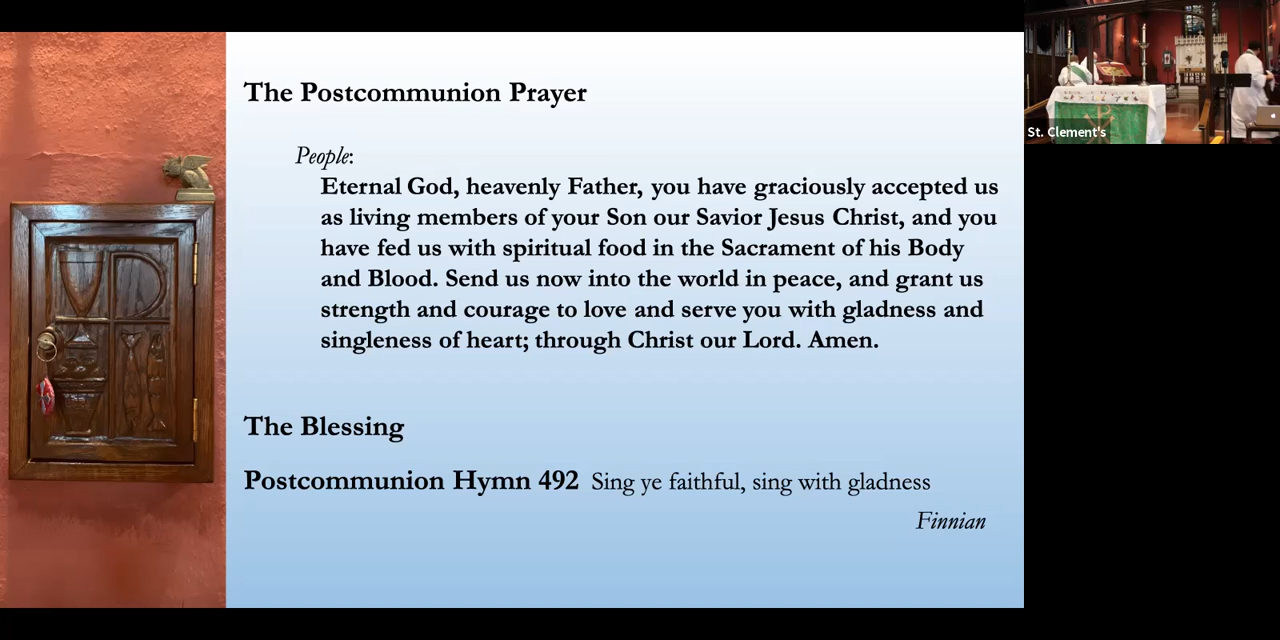 The Postcommunion Prayer
People:
Eternal God, heavenly Father, you have graciously accepted us
as living members of your Son our Savior Jesus Christ, and you
have fed us with spiritual food in the Sacrament of his Body
and Blood. Send us now into the world in peace, and grant us
strength and courage to love and serve you with gladness and
singleness of heart; through Christ our Lord. Amen.
The Blessing
Postcommunion Hymn 492 Sing ye faithful, sing with gladness
Finnian
St. Clement's